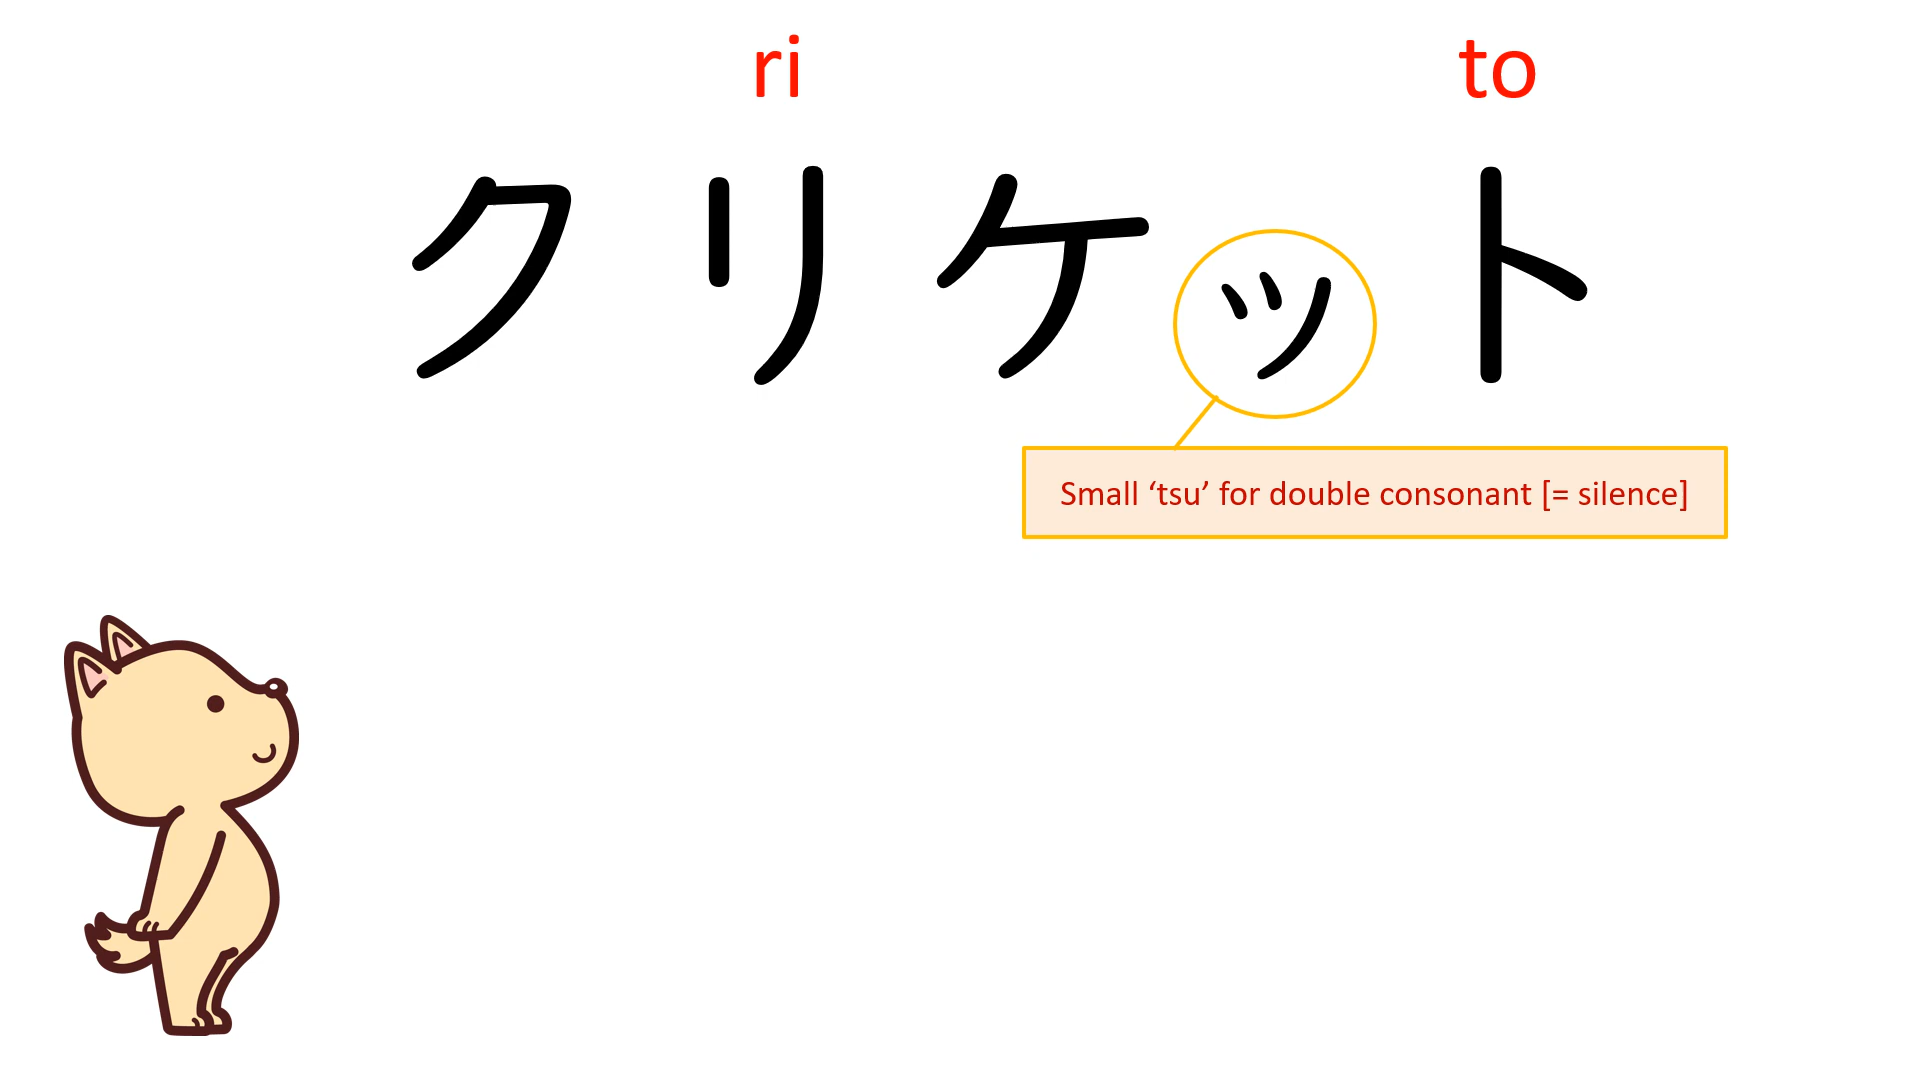 ri to
クリケット
Small ‘tsu’ for double consonant [= silence]